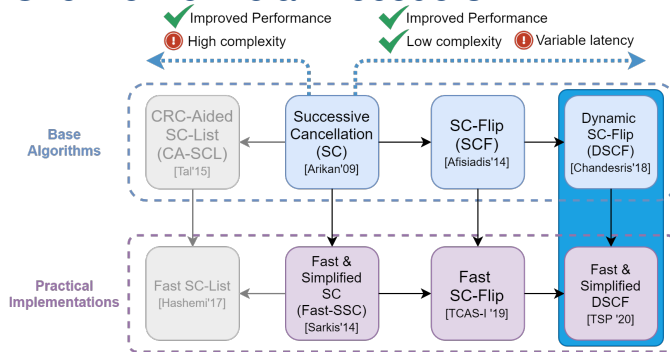 Improved Performance
High complexity
Improved Performance
Low complexity
Variable latency
Base
Algorithms
CRC-Aided
SC-List
(CA-SCL)
[Tal'15]
Successive
Cancellation
(SC)
[Arikan'09]
SC-Flip
(SCF)
[Afisiadis'14]
Dynamic
SC-Flip
(DSCF)
[Chandesris'18]
Practical
Implementations
Fast SC-List
[Hashemi'17]
Fast &
Simplified
SC
(Fast-SSC)
[Sarkis'14]
Fast
SC-Flip
[TCAS-I '19]
Fast &
Simplified
DSCF
[TSP '20]